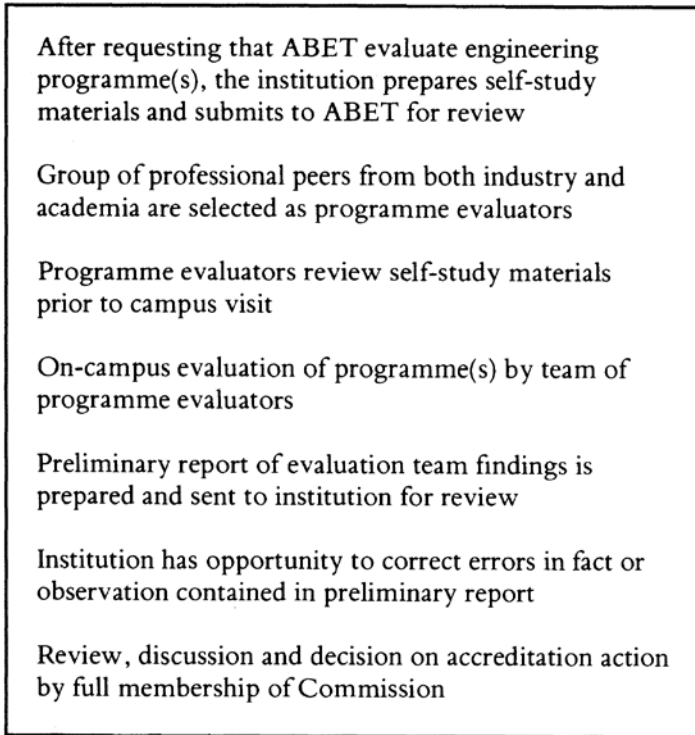 After requesting that ABET evaluate engineering
programme(s), the institution prepares self-study
materials and submits to ABET for review
Group of professional peers from both industry and
academia are selected as programme evaluators
Programme evaluators review self-study materials
prior to campus visit
On-campus evaluation of programme(s) by team of
programme evaluators
Preliminary report of evaluation team findings is
prepared and sent to institution for review
Institution has opportunity to correct errors in fact or
observation contained in preliminary report
Review, discussion and decision on accreditation action
by full membership of Commission